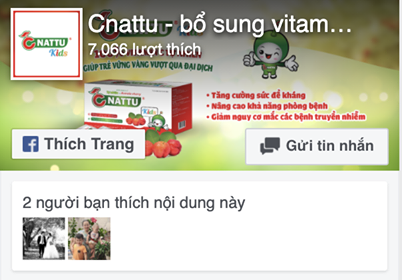 Cnattu - bổ sung vitam...
7,066 lượt thích
CNATTU
Kids
GIÚP TRẺ VỮNG VÀNG VƯỢT QUA ĐẠI DỊCH
CNATTU
Kids
• Tăng cường sức đề kháng
• Nâng cao khả năng phòng bệnh
• Giảm nguy cơ mắc các bệnh truyền nhiễm
Thích Trang
Gửi tin nhắn
2 người bạn thích nội dung này